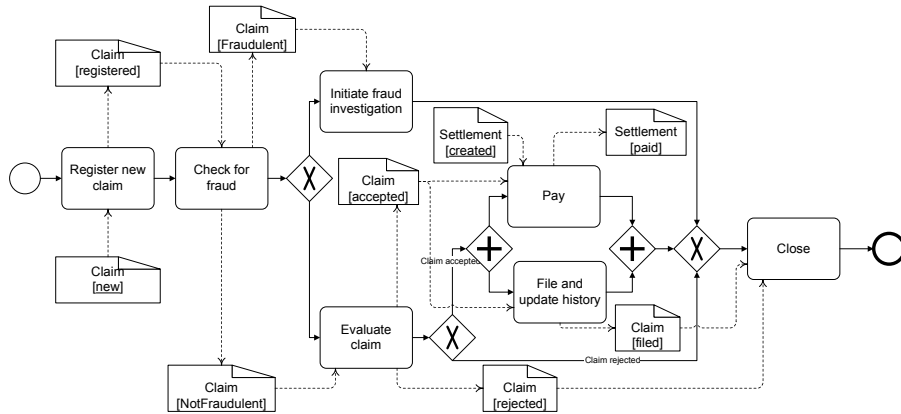 Claim
[Fraudulent]
Claim
[registered]
Initiate fraud
investigation
Settlement
[created]
Settlement
[paid]
Register new
claim
Check for
fraud
X
Claim
[accepted]
Pay
Claim accepted
X
Close
Claim
[new]
File and
update history
Evaluate
claim
X
Claim
[filed]
Claim rejected
Claim
[NotFraudulent]
Claim
[rejected]